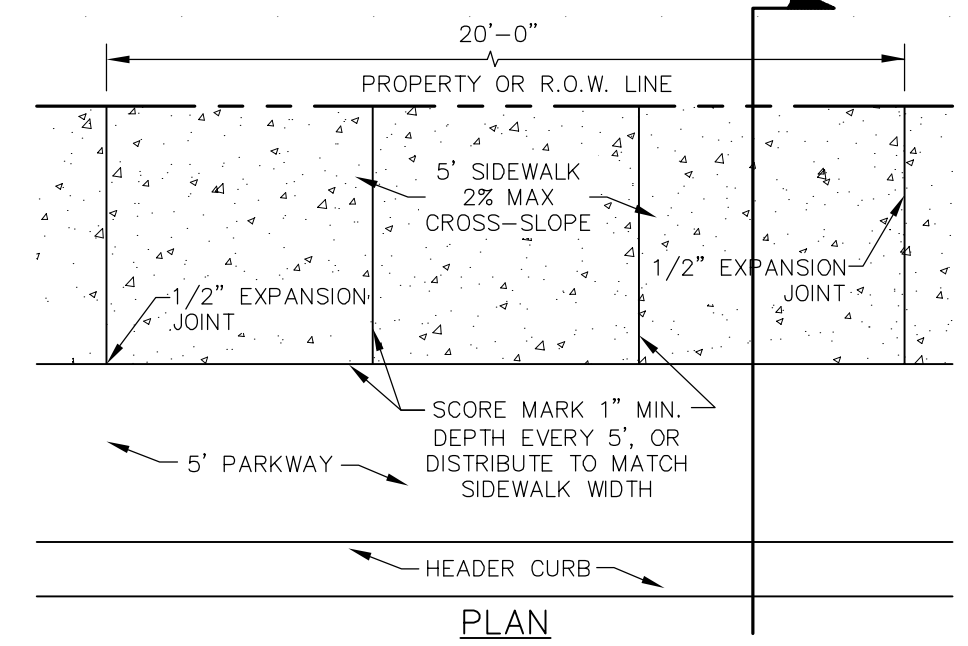 20'-0"
PROPERTY OR R.O.W. LINE
5' SIDEWALK
2% MAX
CROSS-SLOPE
1/2" EXPANSION
JOINT
1/2" EXPANSION
JOINT
SCORE MARK 1" MIN.
DEPTH EVERY 5', OR
DISTRIBUTE TO MATCH
SIDEWALK WIDTH
5' PARKWAY
HEADER CURB
PLAN